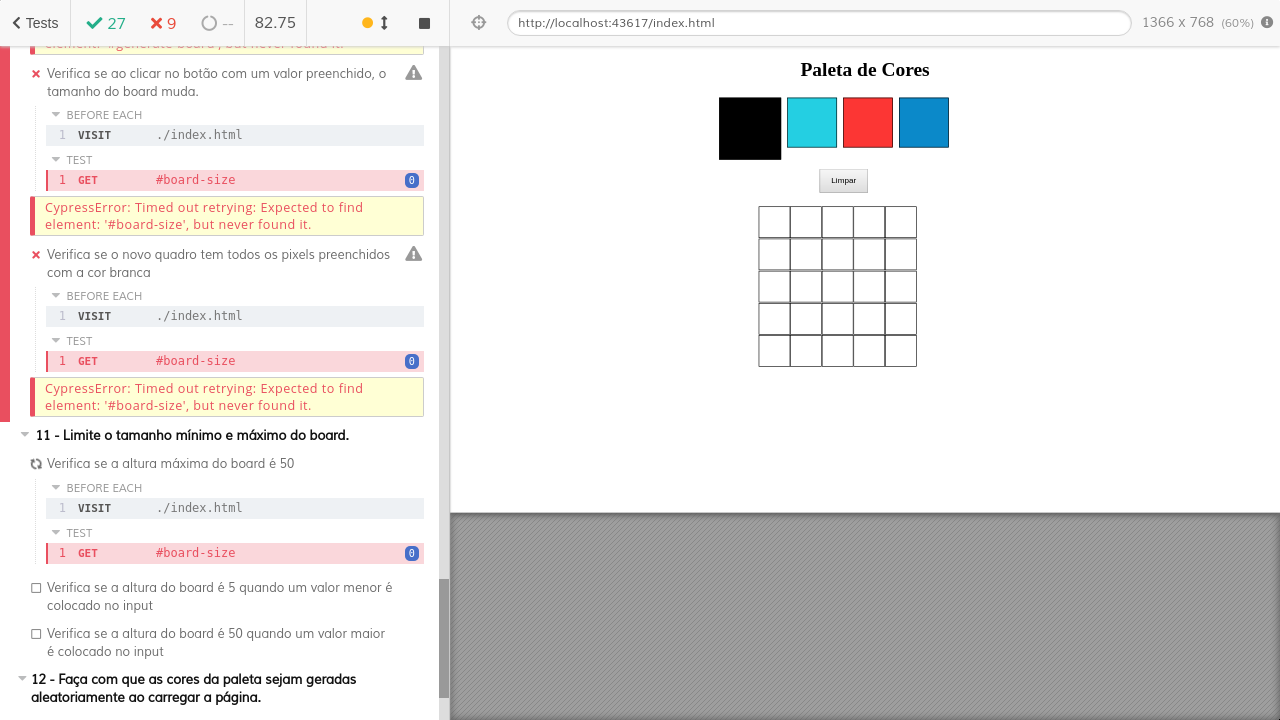 Tests
27
9
--
82.75
http://localhost:43617/index.html
1366 x 768 (60%)
element: '#generate-board', but never found it.
Verifica se ao clicar no botão com um valor preenchido, o
tamanho do board muda.
BEFORE EACH
1 VISIT ./index.html
TEST
1 GET #board-size 0
CypressError: Timed out retrying: Expected to find
element: '#board-size', but never found it.
Verifica se o novo quadro tem todos os pixels preenchidos
com a cor branca
BEFORE EACH
1 VISIT ./index.html
TEST
1 GET #board-size 0
CypressError: Timed out retrying: Expected to find
element: '#board-size', but never found it.
11 - Limite o tamanho mínimo e máximo do board.
Verifica se a altura máxima do board é 50
BEFORE EACH
1 VISIT ./index.html
TEST
1 GET #board-size 0
Verifica se a altura do board é 5 quando um valor menor é
colocado no input
Verifica se a altura do board é 50 quando um valor maior
é colocado no input
12 - Faça com que as cores da paleta sejam geradas
aleatoriamente ao carregar a página.
Paleta de Cores
Limpar